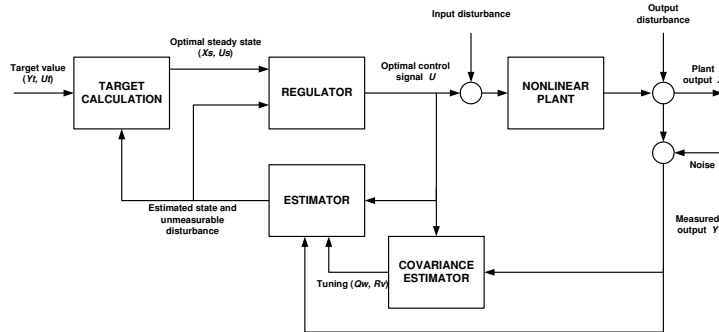 Input disturbance
Output
disturbance
Optimal steady state
(Xs, Us)
Target value
(Yt, Ut)
TARGET
CALCULATION
REGULATOR
Optimal control
signal U
NONLINEAR
PLANT
Plant
output
Noise
Estimated state and
unmeasurable
disturbance
ESTIMATOR
Measured
output Y
COVARIANCE
ESTIMATOR
Tuning (Qw, Rv)